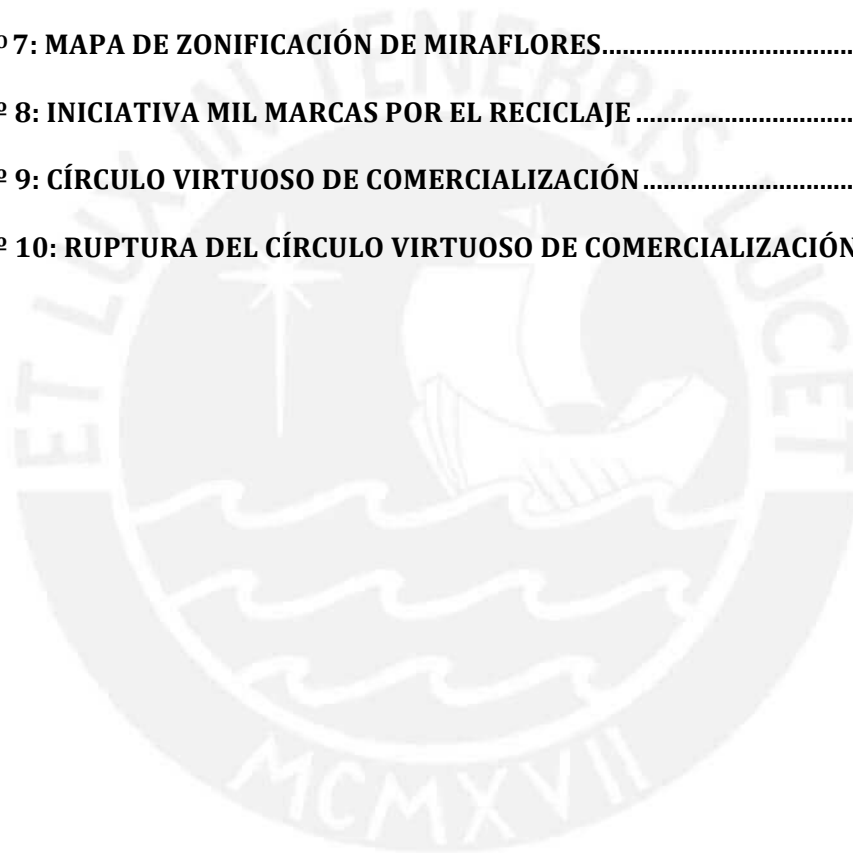 º 7: MAPA DE ZONIFICACIÓN DE MIRAFLORES....................................
º 8: INICIATIVA MIL MARCAS POR EL RECICLAJE................................
º 9: CÍRCULO VIRTUOSO DE COMERCIALIZACIÓN...............................
º 10: RUPTURA DEL CÍRCULO VIRTUOSO DE COMERCIALIZACIÓN
ET LUX IN TENEBRIS LUCET
MCMXVII